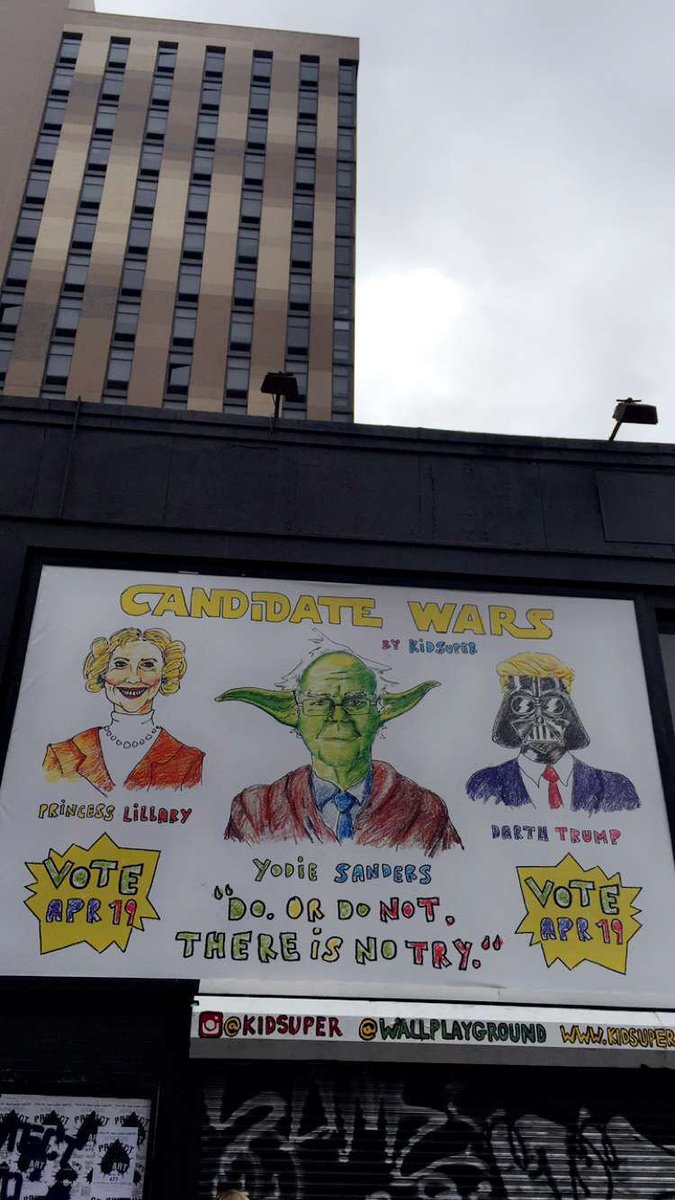 CANDIDATE WARS
BY KIDSUPER
PRINCESS LILLARY
DARTH TRUMP
YODIE SANDERS
VOTE
APR 19
"DO. OR DO NOT.
THERE IS NO TRY."
VOTE
APR 19
@KIDSUPER @WALLPLAYGROUND WWW.KIDSUPER